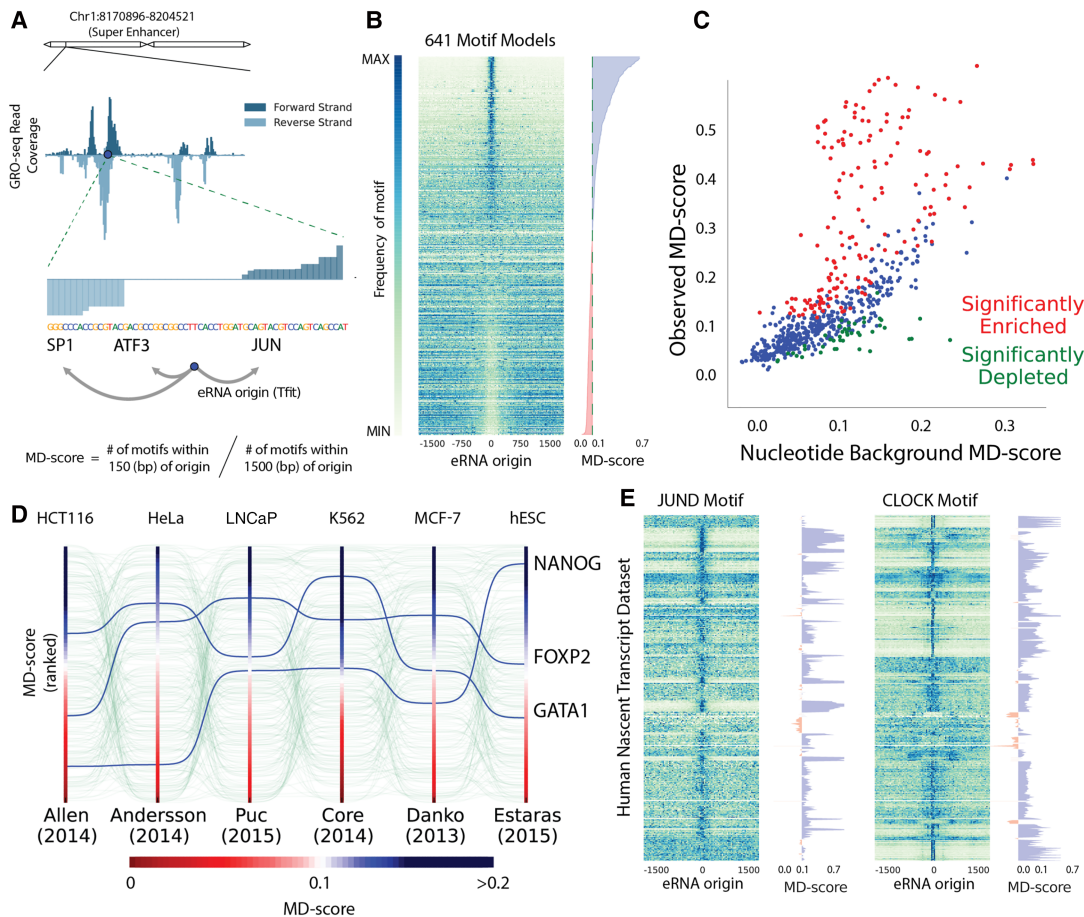 A
Chr1:8170896-8204521
(Super Enhancer)
GRO-seq Read
Coverage
Forward Strand
Reverse Strand
GGGCCCACCGCGTACGACGCCGGCGGCCTTCACCTGGATGCAGTACGTCCAGTCAGCCAT
SP1
ATF3
JUN
eRNA origin (Tfit)
MD-score =
# of motifs within
150 (bp) of origin
/
# of motifs within
1500 (bp) of origin
B
641 Motif Models
MAX
Frequency of motif
MIN
-1500 -750 0 750 1500
eRNA origin
0.0 0.1 0.7
MD-score
C
Observed MD-score
0.5
0.4
0.3
0.2
0.1
0.0
Significantly
Enriched
Significantly
Depleted
0.0 0.1 0.2 0.3
Nucleotide Background MD-score
D
HCT116 HeLa LNCaP K562 MCF-7 hESC
MD-score
(ranked)
NANOG
FOXP2
GATA1
Allen
(2014)
Andersson
(2014)
Puc
(2015)
Core
(2014)
Danko
(2013)
Estaras
(2015)
0 0.1 >0.2
MD-score
E
JUND Motif
CLOCK Motif
Human Nascent Transcript Dataset
-1500 0 1500
eRNA origin
0.0 0.1 0.7
MD-score
-1500 0 1500
eRNA origin
0.0 0.1 0.7
MD-score